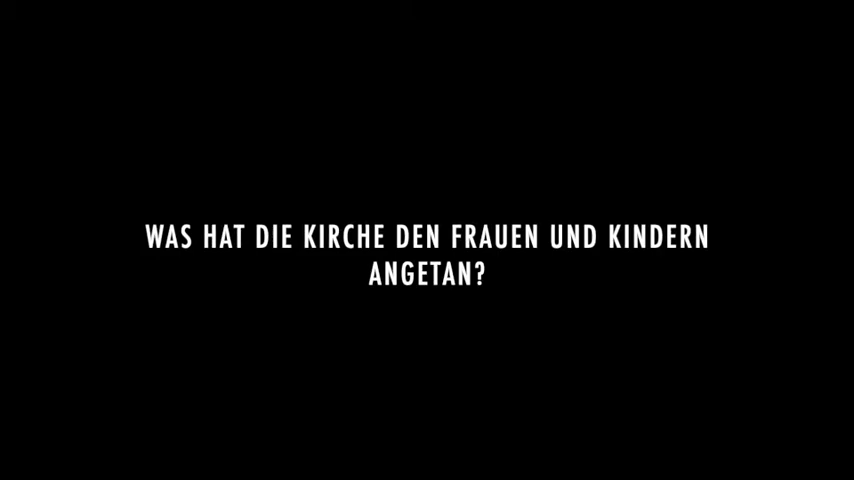 WAS HAT DIE KIRCHE DEN FRAUEN UND KINDERN
ANGETAN?